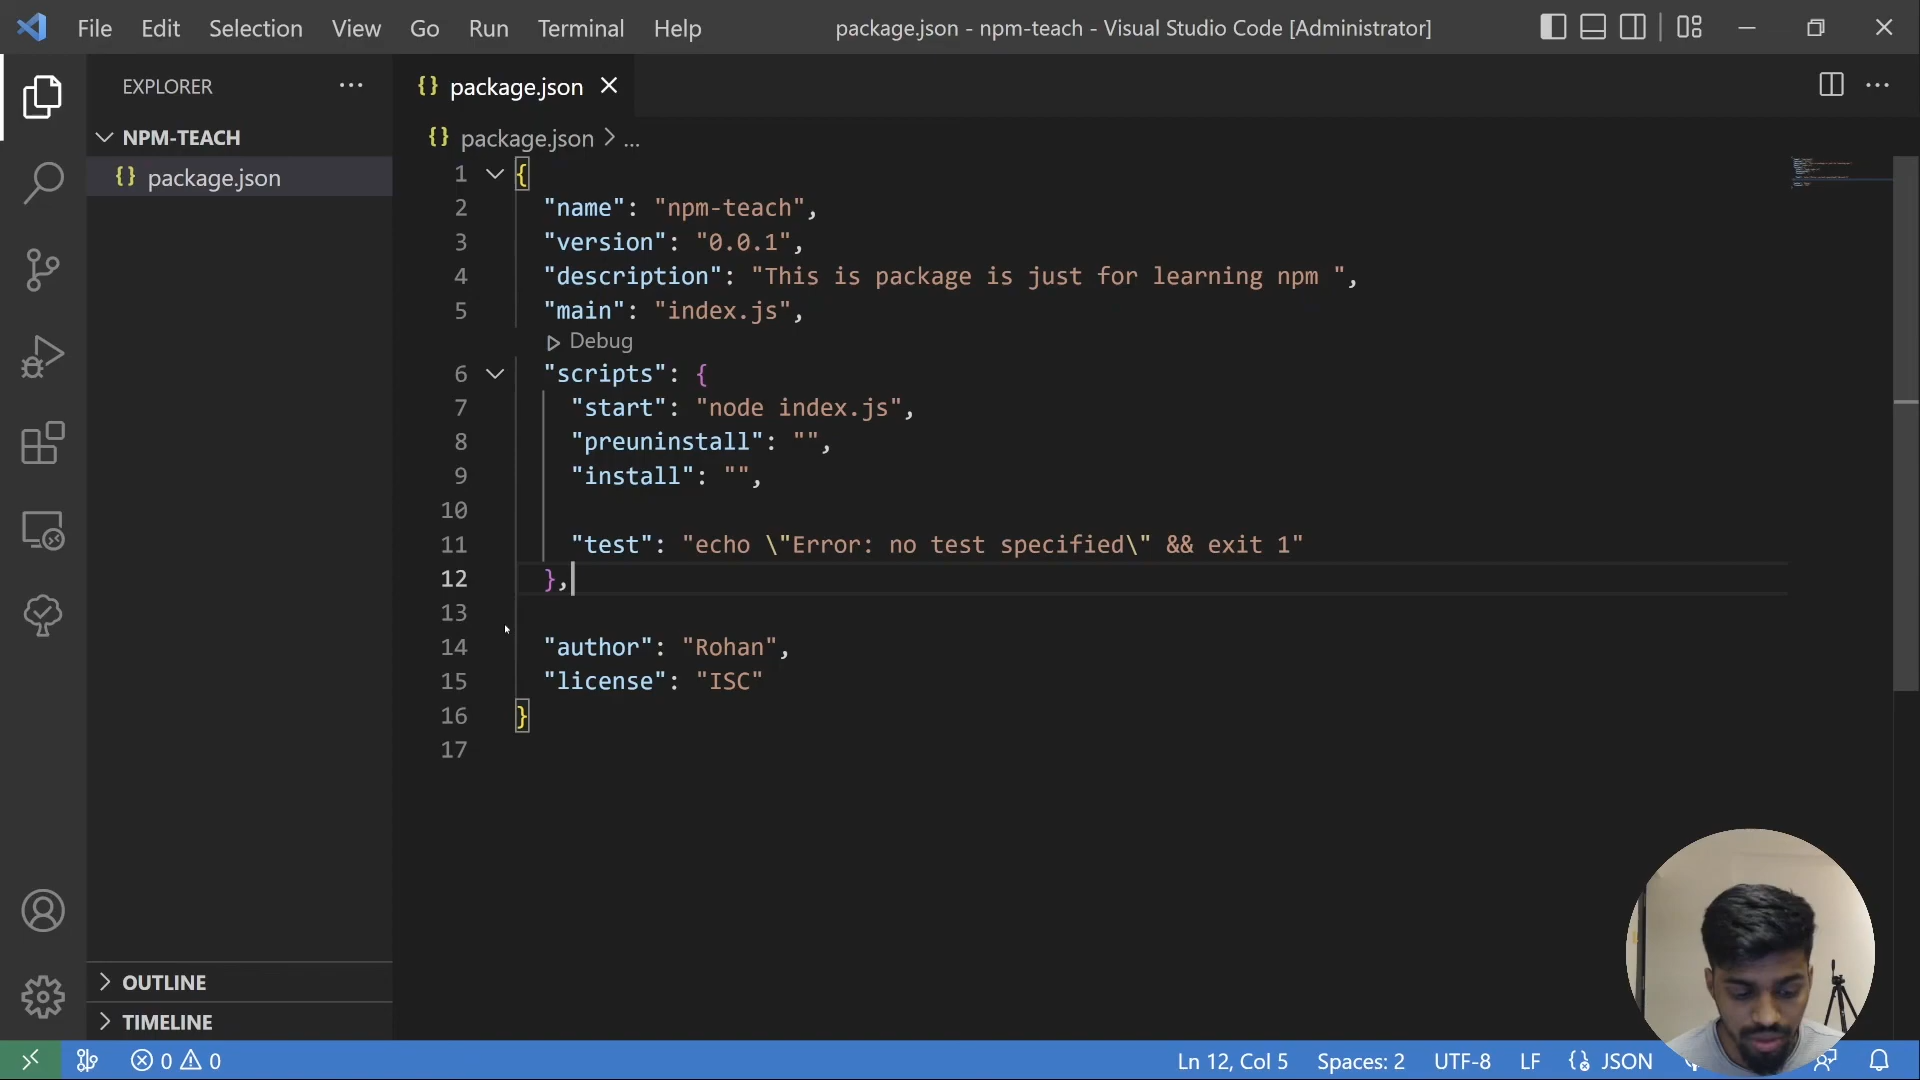 File Edit Selection View Go Run Terminal Help package.json - npm-teach - Visual Studio Code [Administrator]
EXPLORER
package.json
NPM-TEACH
package.json
package.json > ...
1 {
2 "name": "npm-teach",
3 "version": "0.0.1",
4 "description": "This is package is just for learning npm ",
5 "main": "index.js",
Debug
6 "scripts": {
7 "start": "node index.js",
8 "preuninstall": "",
9 "install": "",
10
11 "test": "echo \"Error: no test specified\" && exit 1"
12 },
13
14 "author": "Rohan",
15 "license": "ISC"
16 }
17
OUTLINE
TIMELINE
0 0 Ln 12, Col 5 Spaces: 2 UTF-8 LF JSON